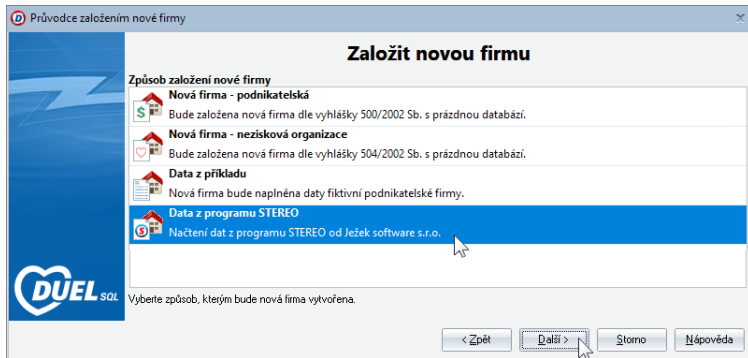 Průvodce založením nové firmy
Založit novou firmu
Způsob založení nové firmy
Nová firma - podnikatelská
Bude založena nová firma dle vyhlášky 500/2002 Sb. s prázdnou databází.
Nová firma - nezisková organizace
Bude založena nová firma dle vyhlášky 504/2002 Sb. s prázdnou databází.
Data z příkladu
Nová firma bude naplněna daty fiktivní podnikatelské firmy.
Data z programu STEREO
Načtení dat z programu STEREO od Ježek software s.r.o.
DUEL SQL
Vyberte způsob, kterým bude nová firma vytvořena.
< Zpět
Další >
Storno
Nápověda